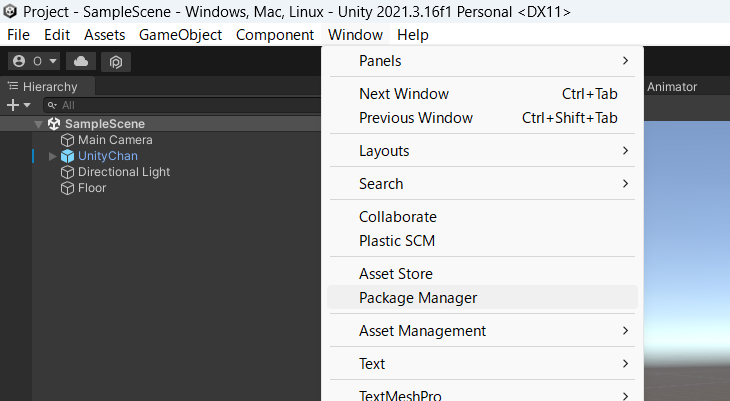 Project - SampleScene - Windows, Mac, Linux - Unity 2021.3.16f1 Personal <DX11>
File Edit Assets GameObject Component Window Help
O
Hierarchy
All
SampleScene
Main Camera
UnityChan
Directional Light
Floor
Panels
Next Window Ctrl+Tab
Previous Window Ctrl+Shift+Tab
Layouts
Search
Collaborate
Plastic SCM
Asset Store
Package Manager
Asset Management
Text
TextMeshPro
Animator